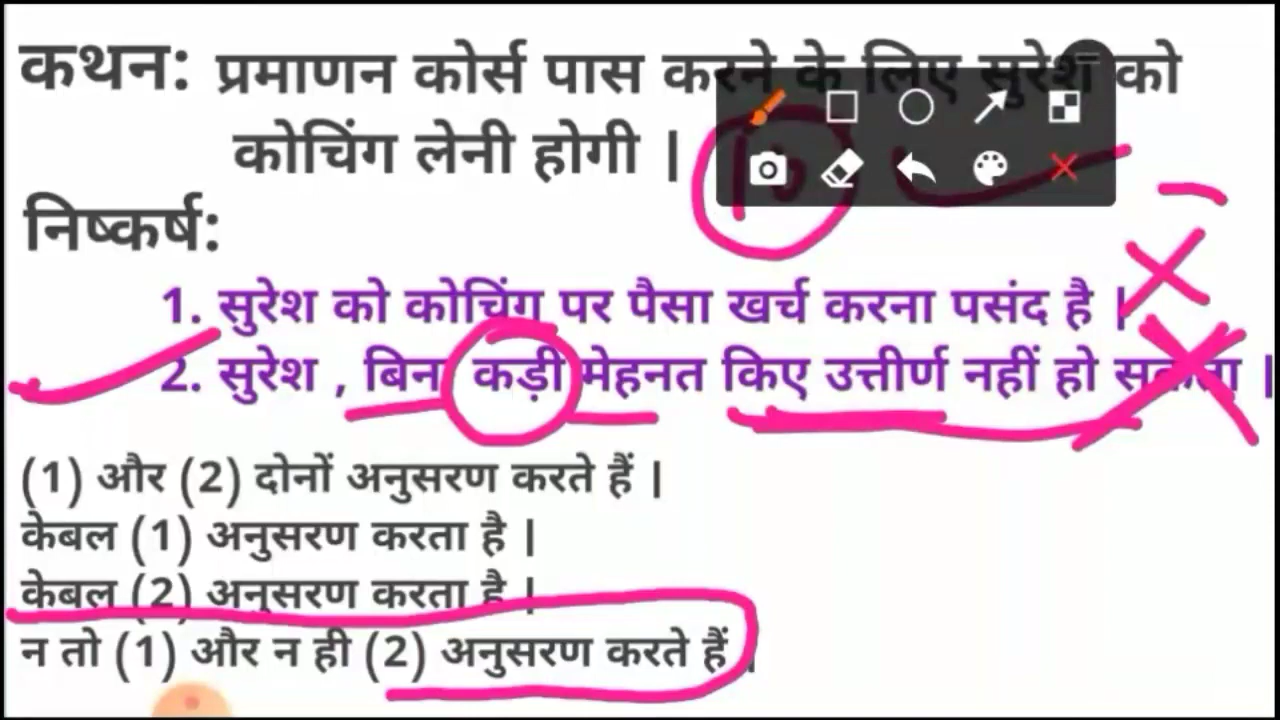 कथन: प्रमाणन कोर्स पास करने के लिए सुरेश को
कोचिंग लेनी होगी |
निष्कर्ष:
1. सुरेश को कोचिंग पर पैसा खर्च करना पसंद है |
2. सुरेश , बिना कड़ी मेहनत किए उत्तीर्ण नहीं हो सकता |
(1) और (2) दोनों अनुसरण करते हैं |
केबल (1) अनुसरण करता है |
केबल (2) अनुसरण करता है |
न तो (1) और न ही (2) अनुसरण करते हैं |